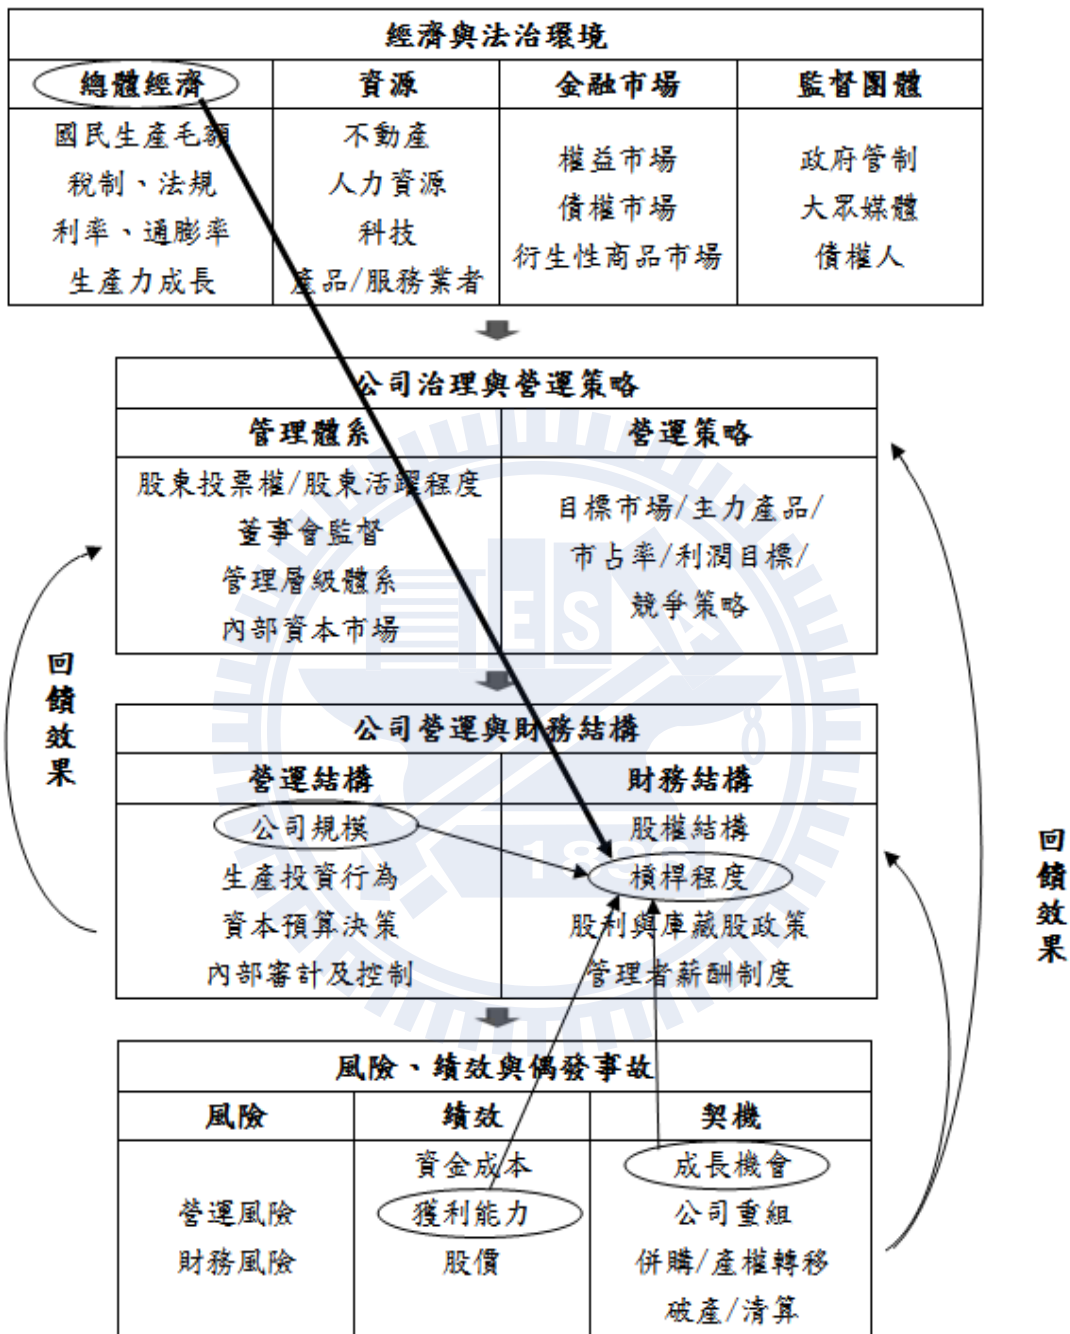 經濟與法治環境
總體經濟 資源 金融市場 監督團體
國民生產毛額
稅制、法規
利率、通膨率
生產力成長
不動產
人力資源
科技
產品/服務業者
權益市場
債權市場
衍生性商品市場
政府管制
大眾媒體
債權人
公司治理與營運策略
管理體系 營運策略
股東投票權/股東活躍程度
董事會監督
管理層級體系
內部資本市場
目標市場/主力產品/
市占率/利潤目標/
競爭策略
回饋效果
公司營運與財務結構
營運結構 財務結構
公司規模
生產投資行為
資本預算決策
內部審計及控制
股權結構
槓桿程度
股利與庫藏股政策
管理者薪酬制度
回饋效果
風險、績效與偶發事故
風險 績效 契機
營運風險
財務風險
資金成本
獲利能力
股價
成長機會
公司重組
併購/產權轉移
破產/清算
ESA
1896